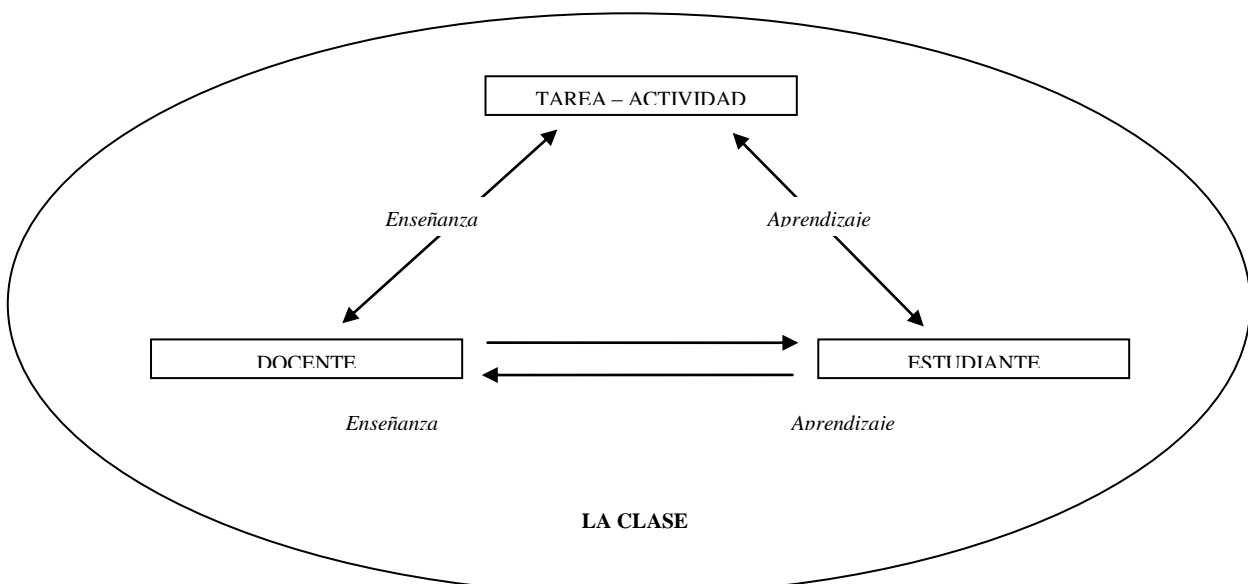 TAREA – ACTIVIDAD
Enseñanza
Aprendizaje
DOCENTE
ESTUDIANTE
Enseñanza
Aprendizaje
LA CLASE